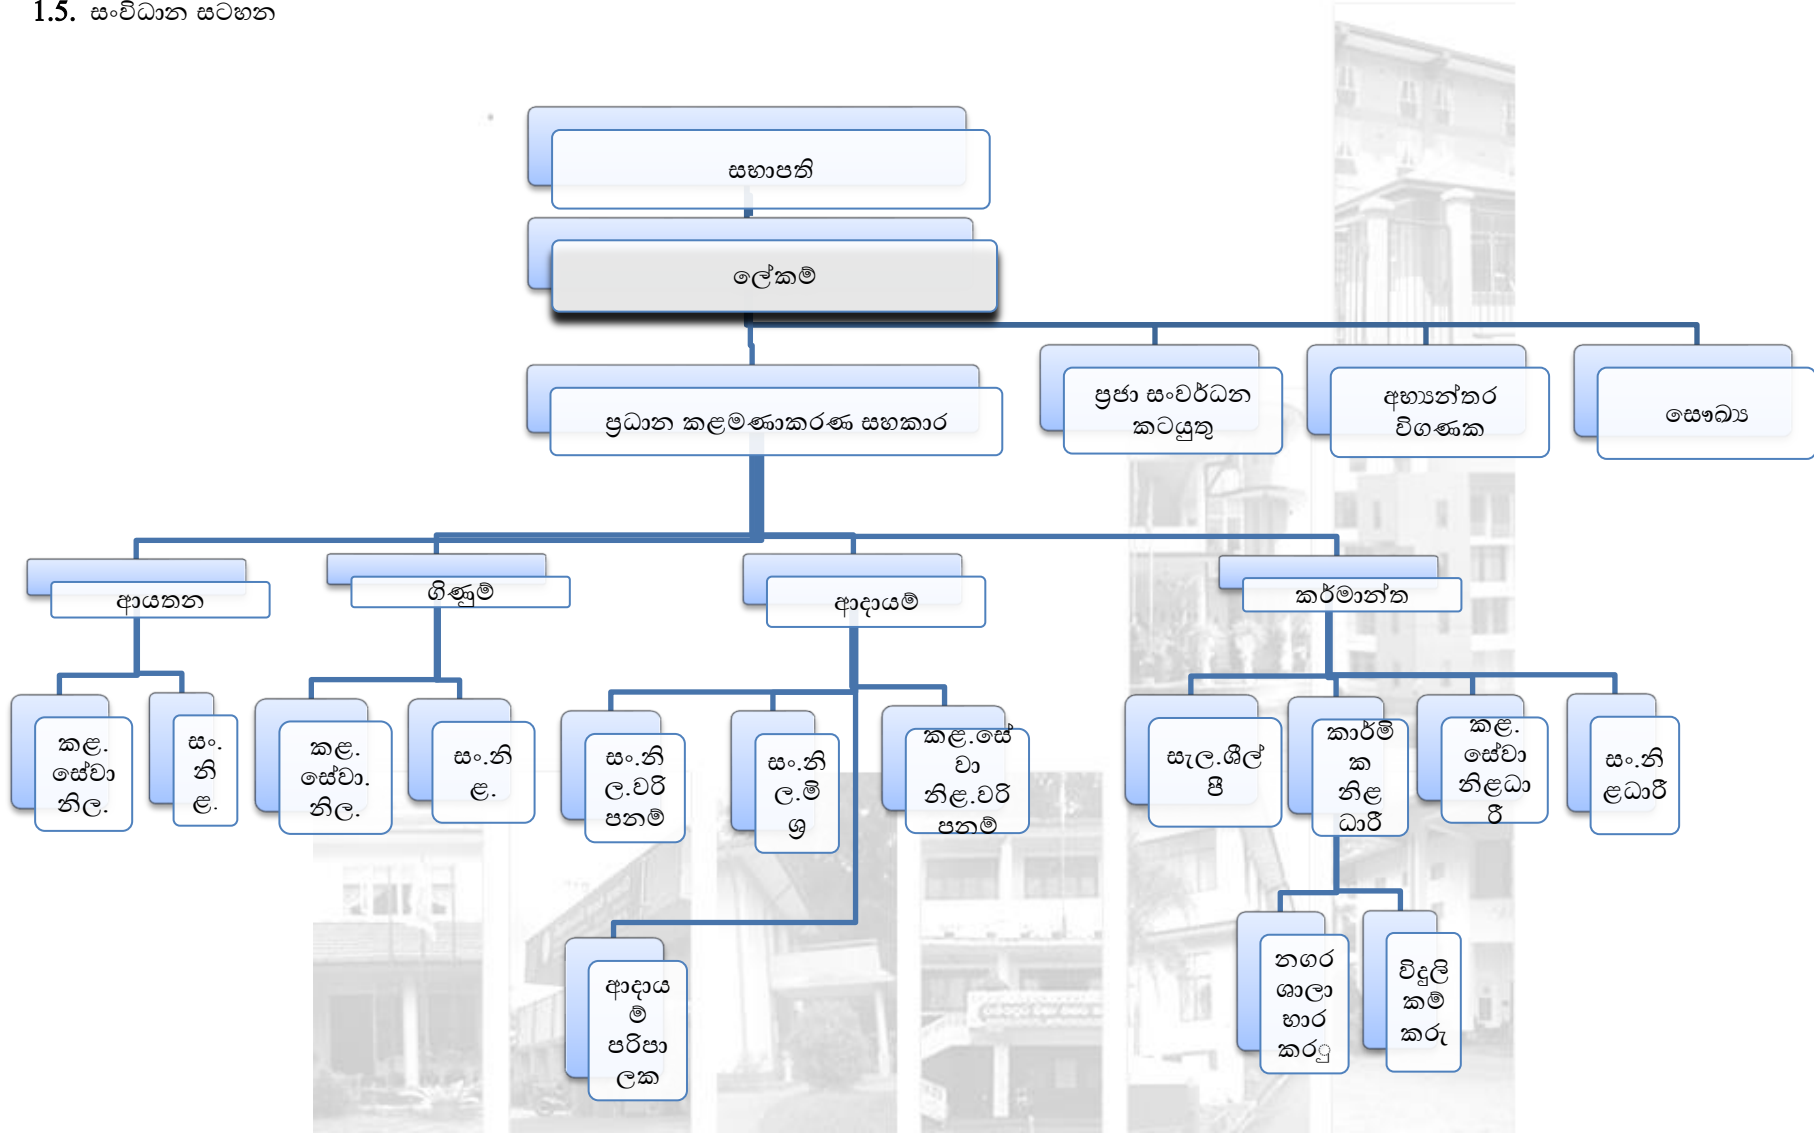 1.5. සංවිධාන සටහන
සභාපති
ලේකම්
ප්‍රධාන කළමණාකරණ සහකාර
ප්‍රජා සංවර්ධන
කටයුතු
අභ්‍යන්තර
විගණක
සෞඛ්‍ය
ආයතන
ගිණුම්
ආදායම්
කර්මාන්ත
කළ.
සේවා
නිල.
සං.
නි
ළ.
කළ.
සේවා.
නිල.
සං.නි
ළ.
සං.නි
ල.වරි
පනම්
සං.නි
ල.මි
ශ්‍ර
කළ.සේ
වා
නිළ.වරි
පනම්
සැල.ශීල්
පී
කාර්මි
ක
නිළ
ධාරී
කළ.
සේවා
නිළධා
රී
සං.නි
ළධාරී
ආදාය
ම්
පරිපා
ලක
නගර
ශාලා
භාර
කරු
විදුලි
කම්
කරු